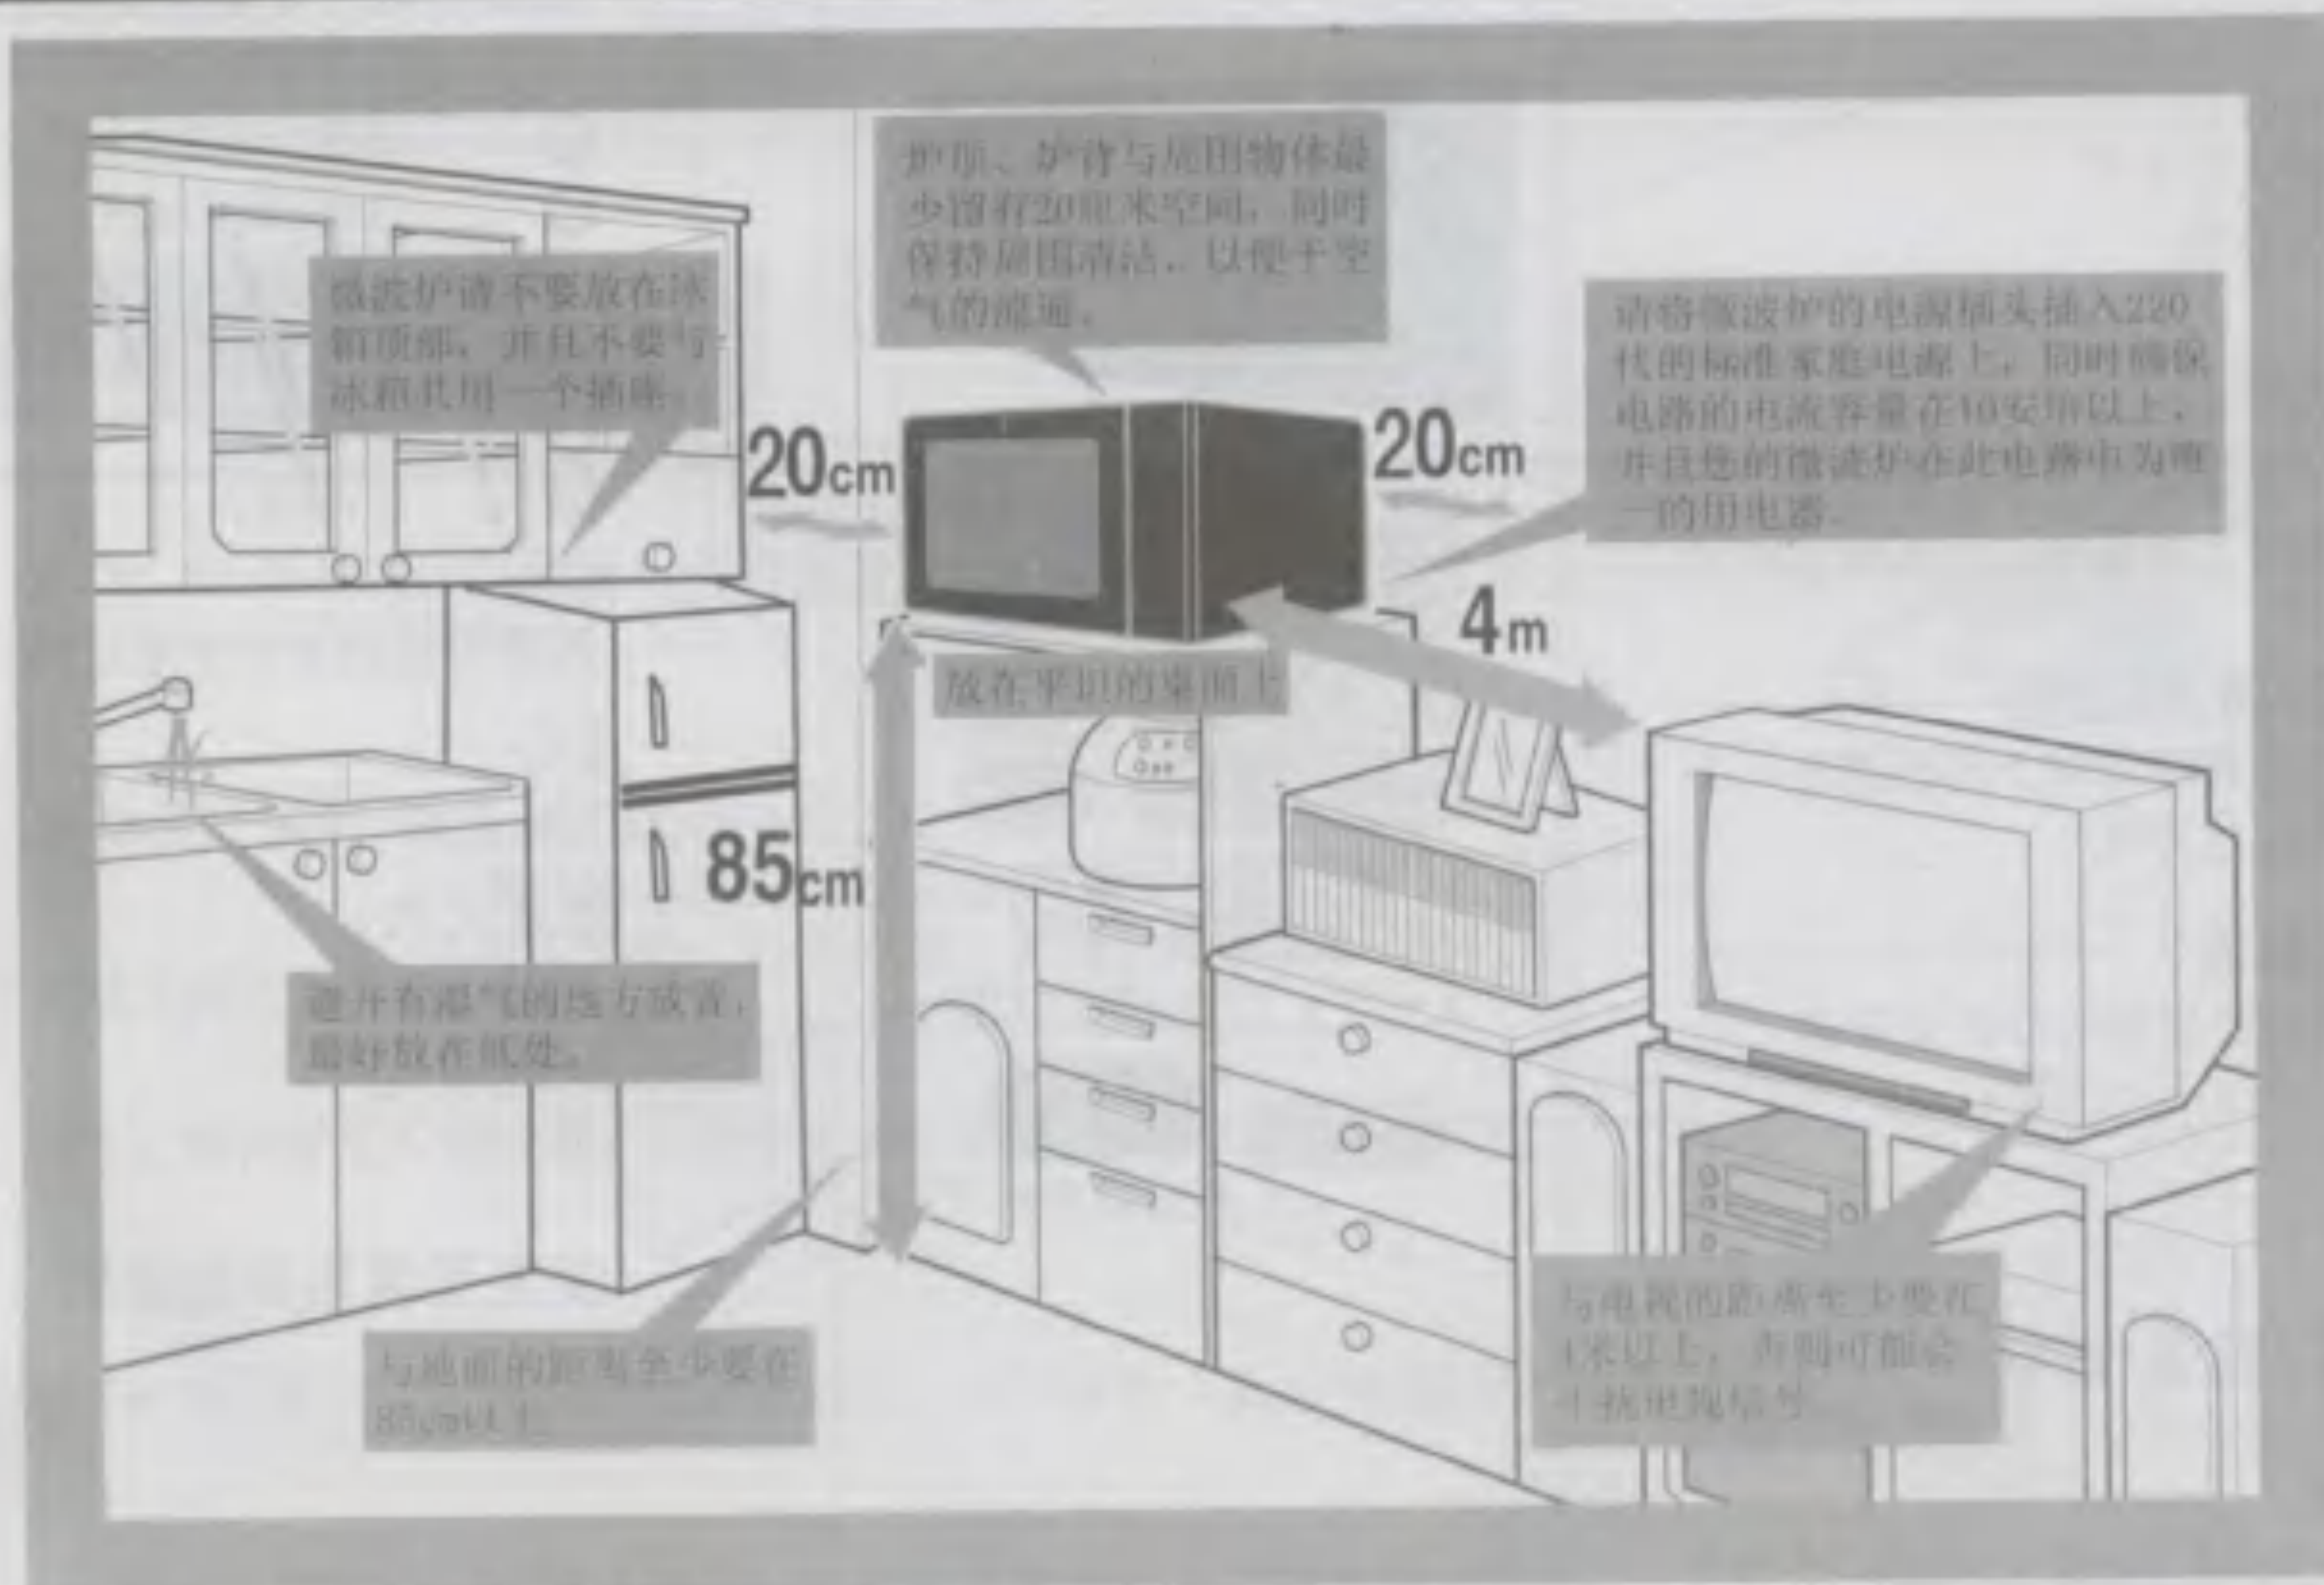 炉顶、炉背与周围物体最
少留有20厘米空间，同时
保持周围清洁，以便于空
气的流通。
微波炉请不要放在冰
箱顶部，并且不要与
冰箱共用一个插座。
请将微波炉的电源插头插入220
伏的标准家庭电源上，同时确保
电路的电流容量在10安培以上，
并且您的微波炉在此电路中为唯
一的用电器。
20cm
20cm
4m
放在平坦的桌面上
85cm
避开有湿气的地方放置，
最好放在低处。
与地面的距离至少要在
85cm以上
与电视的距离至少要在
4米以上，否则可能会
干扰电视信号